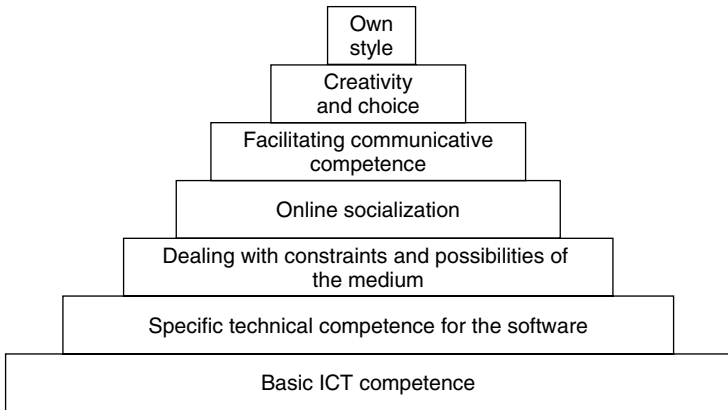 Own
style
Creativity
and choice
Facilitating communicative
competence
Online socialization
Dealing with constraints and possibilities of
the medium
Specific technical competence for the software
Basic ICT competence